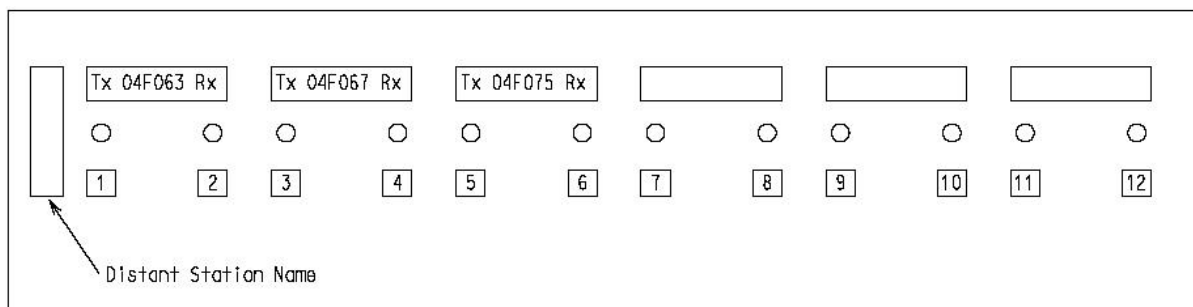 Tx 04F063 Rx
Tx 04F067 Rx
Tx 04F075 Rx
1 2 3 4 5 6 7 8 9 10 11 12
Distant Station Name